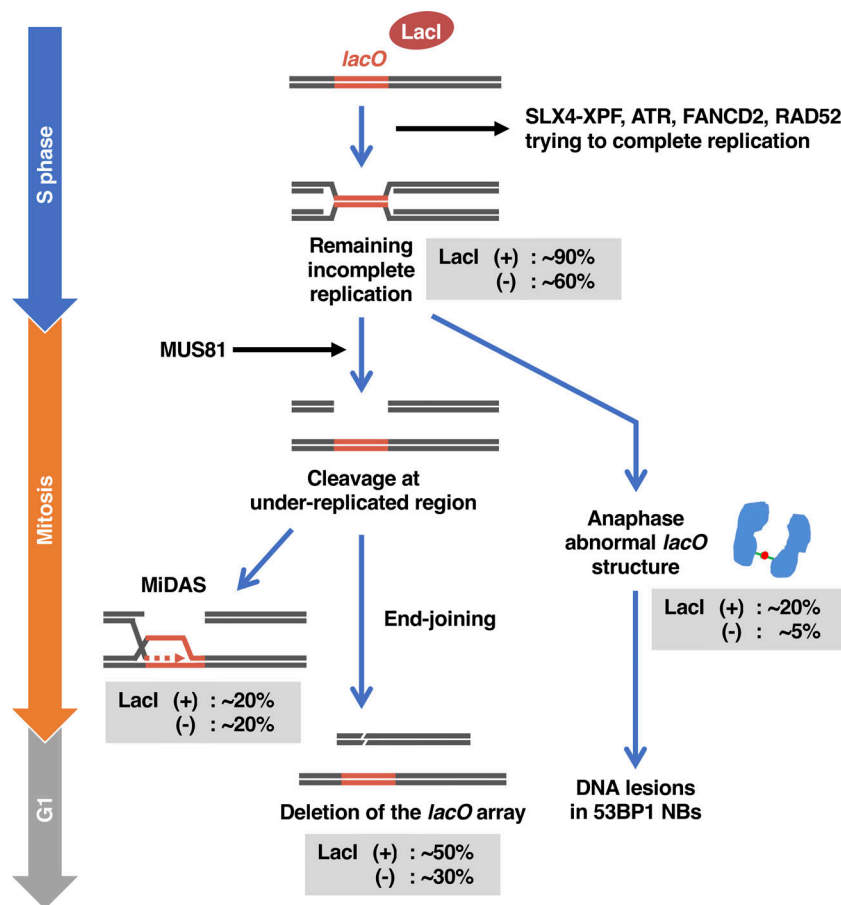 LacI
lacO
S phase
SLX4-XPF, ATR, FANCD2, RAD52
trying to complete replication
Remaining
incomplete
replication
LacI (+) : ~90%
(-) : ~60%
MUS81
Mitosis
Cleavage at
under-replicated region
MiDAS
LacI (+) : ~20%
(-) : ~20%
End-joining
Anaphase
abnormal lacO
structure
LacI (+) : ~20%
(-) : ~5%
G1
Deletion of the lacO array
LacI (+) : ~50%
(-) : ~30%
DNA lesions
in 53BP1 NBs